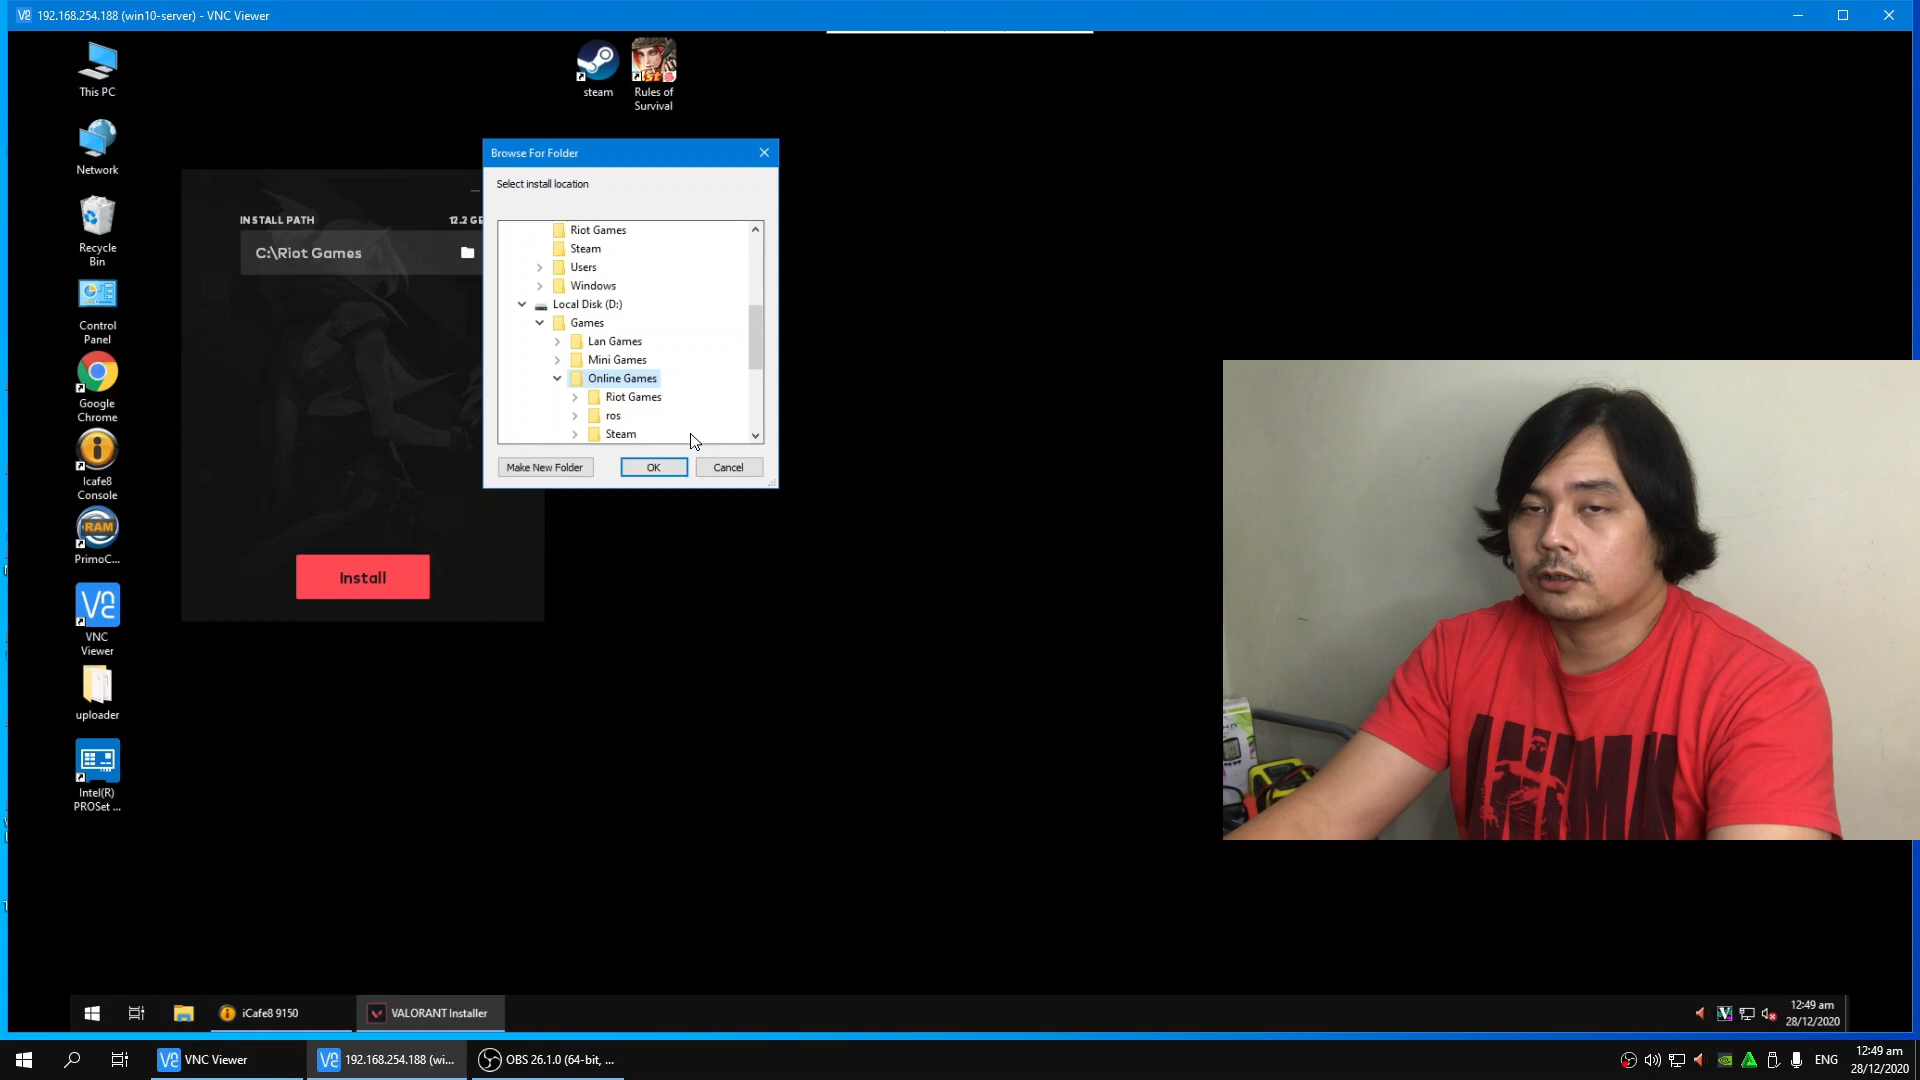 192.168.254.188 (win10-server) - VNC Viewer
This PC
Network
Recycle
Bin
Control
Panel
Google
Chrome
Icafe8
Console
PrimoC...
VNC
Viewer
uploader
Intel(R)
PROSet ...
steam
Rules of
Survival
INSTALL PATH
12.2 GB
C:\Riot Games
Install
Browse For Folder
Select install location
Riot Games
Steam
Users
Windows
Local Disk (D:)
Games
Lan Games
Mini Games
Online Games
Riot Games
ros
Steam
Make New Folder
OK
Cancel
iCafe8 9150
VALORANT Installer
12:49 am
28/12/2020
VNC Viewer
192.168.254.188 (wi...
OBS 26.1.0 (64-bit, ...
ENG
12:49 am
28/12/2020